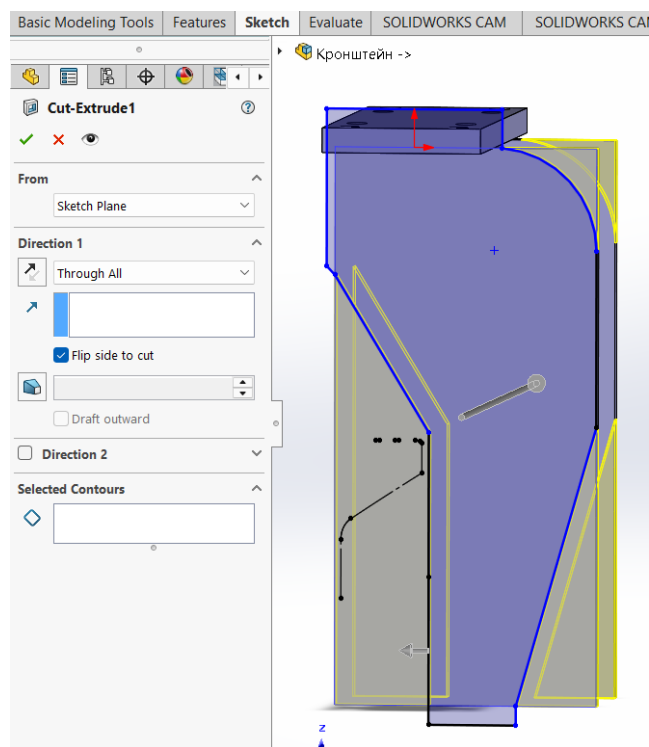 Basic Modeling Tools Features Sketch Evaluate SOLIDWORKS CAM SOLIDWORKS CAM
Кронштейн ->
Cut-Extrude1
From
Sketch Plane
Direction 1
Through All
Flip side to cut
Draft outward
Direction 2
Selected Contours
z